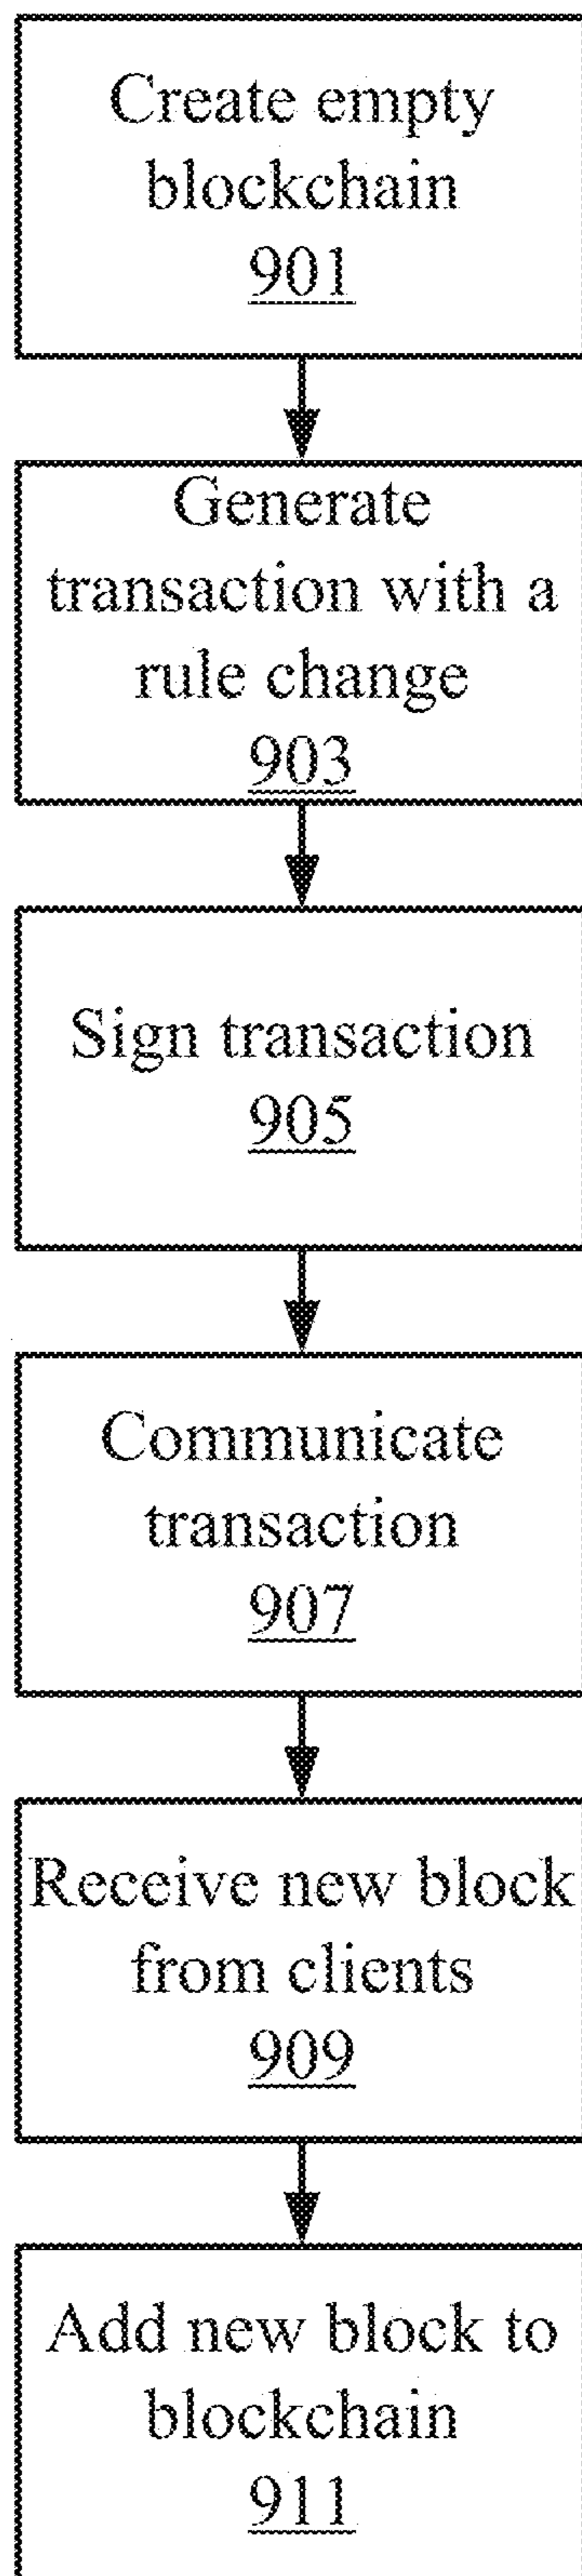 Create empty
blockchain
901
Generate
transaction with a
rule change
903
Sign transaction
905
Communicate
transaction
907
Receive new block
from clients
909
Add new block to
blockchain
911